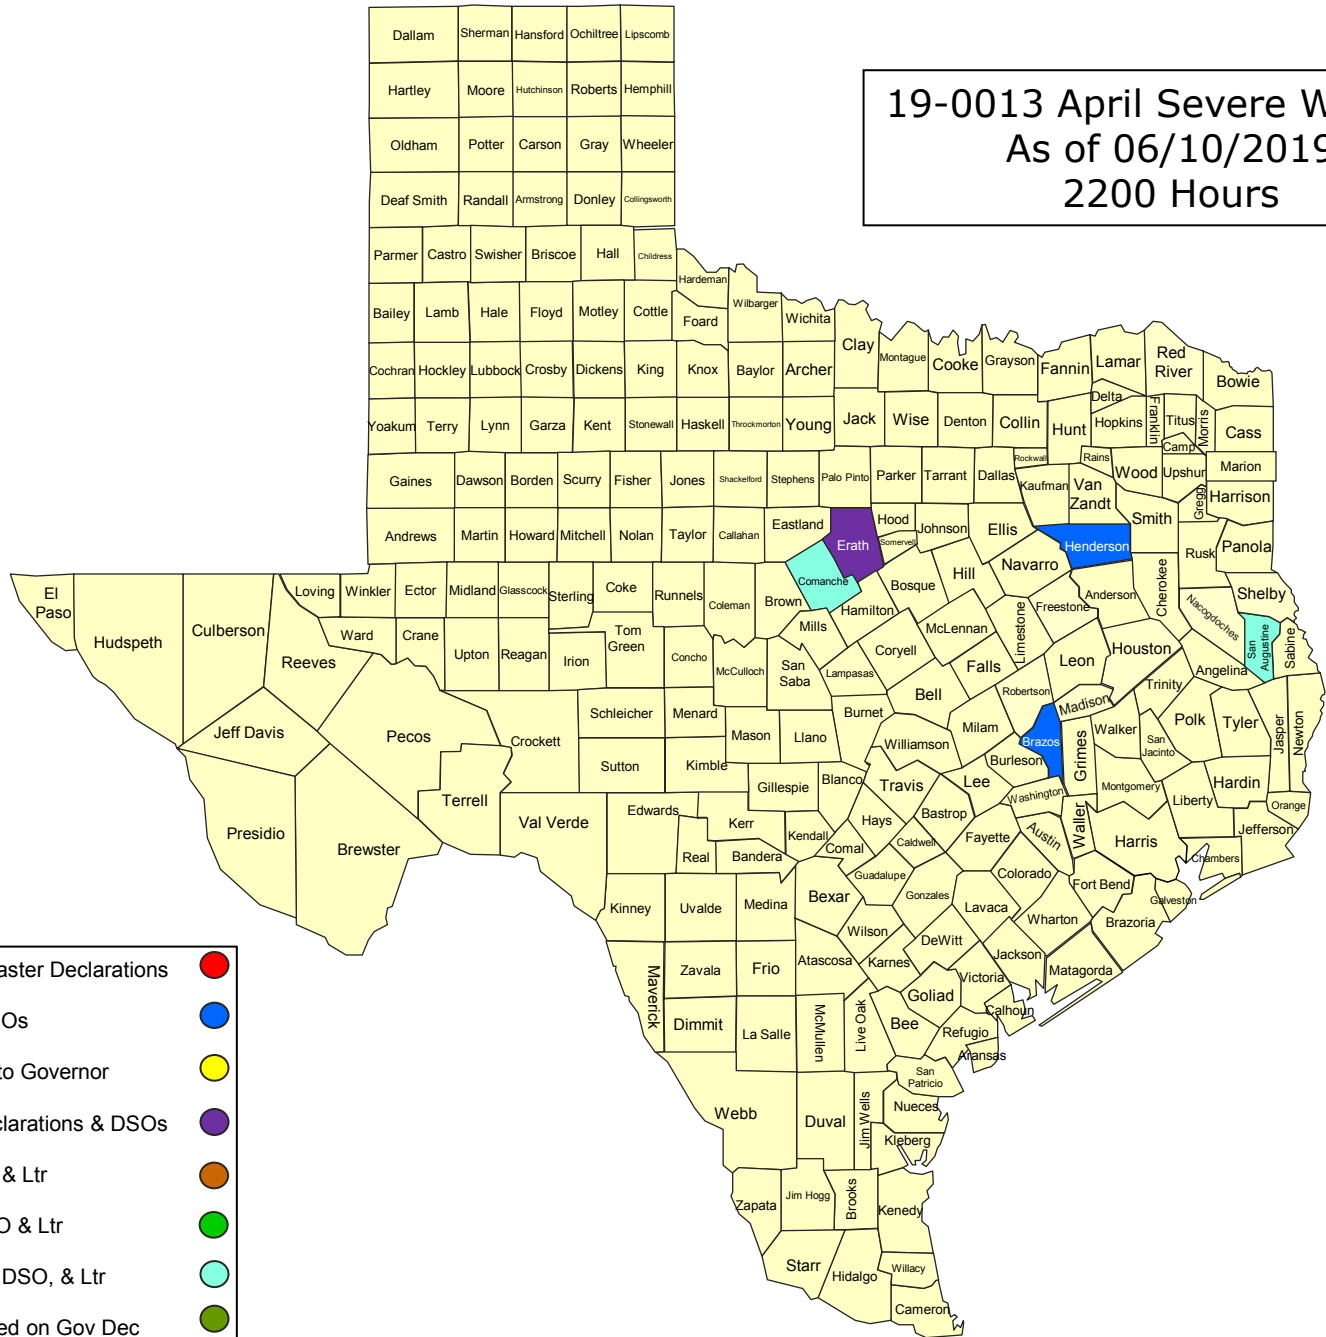 Dallam
Sherman
Hansford
Ochiltree
Lipscomb
Hartley
Moore
Hutchinson
Roberts
Hemphill
19-0013 April Severe W
As of 06/10/2019
2200 Hours
Oldham
Potter
Carson
Gray
Wheeler
Deaf Smith
Randall
Armstrong
Donley
Collingsworth
Parmer
Castro
Swisher
Briscoe
Hall
Childress
Hardeman
Bailey
Lamb
Hale
Floyd
Motley
Cottle
Foard
Wilbarger
Wichita
Clay
Montague
Cooke
Grayson
Fannin
Lamar
Red
River
Bowie
Cochran
Hockley
Lubbock
Crosby
Dickens
King
Knox
Baylor
Archer
Delta
Yoakum
Terry
Lynn
Garza
Kent
Stonewall
Haskell
Throckmorton
Young
Jack
Wise
Denton
Collin
Hunt
Hopkins
Franklin
Titus
Morris
Cass
Camp
Gaines
Dawson
Borden
Scurry
Fisher
Jones
Shackelford
Stephens
Palo Pinto
Parker
Tarrant
Dallas
Rockwall
Kaufman
Rains
Van
Zandt
Wood
Upshur
Gregg
Marion
Harrison
Andrews
Martin
Howard
Mitchell
Nolan
Taylor
Callahan
Eastland
Erath
Hood
Somervell
Johnson
Ellis
Henderson
Smith
Rusk
Panola
El
Paso
Hudspeth
Culberson
Loving
Winkler
Ector
Midland
Glasscock
Sterling
Coke
Runnels
Coleman
Brown
Comanche
Hamilton
Bosque
Hill
Navarro
Freestone
Anderson
Cherokee
Nacogdoches
Shelby
San
Augustine
Sabine
Reeves
Ward
Crane
Upton
Reagan
Irion
Tom
Green
Concho
McCulloch
San
Saba
Mills
Lampasas
Coryell
McLennan
Limestone
Falls
Leon
Houston
Angelina
Trinity
Jeff Davis
Pecos
Crockett
Schleicher
Menard
Mason
Llano
Burnet
Bell
Milam
Robertson
Madison
Brazos
Grimes
Walker
San
Jacinto
Polk
Tyler
Jasper
Newton
Presidio
Brewster
Terrell
Val Verde
Sutton
Kimble
Gillespie
Blanco
Williamson
Travis
Lee
Burleson
Washington
Montgomery
Liberty
Hardin
Orange
Jefferson
Edwards
Real
Kerr
Bandera
Kendall
Comal
Hays
Caldwell
Bastrop
Fayette
Austin
Waller
Harris
Chambers
Galveston
Kinney
Uvalde
Medina
Bexar
Guadalupe
Gonzales
Lavaca
Colorado
Fort Bend
Wharton
Brazoria
Maverick
Zavala
Frio
Atascosa
Wilson
Karnes
DeWitt
Jackson
Matagorda
Victoria
Calhoun
Dimmit
La Salle
McMullen
Live Oak
Bee
Goliad
Refugio
Aransas
San
Patricio
Webb
Duval
Jim Wells
Nueces
Kleberg
Zapata
Jim Hogg
Brooks
Kenedy
Starr
Hidalgo
Willacy
Cameron
aster Declarations
Os
to Governor
clarations & DSOs
& Ltr
O & Ltr
DSO, & Ltr
ed on Gov Dec